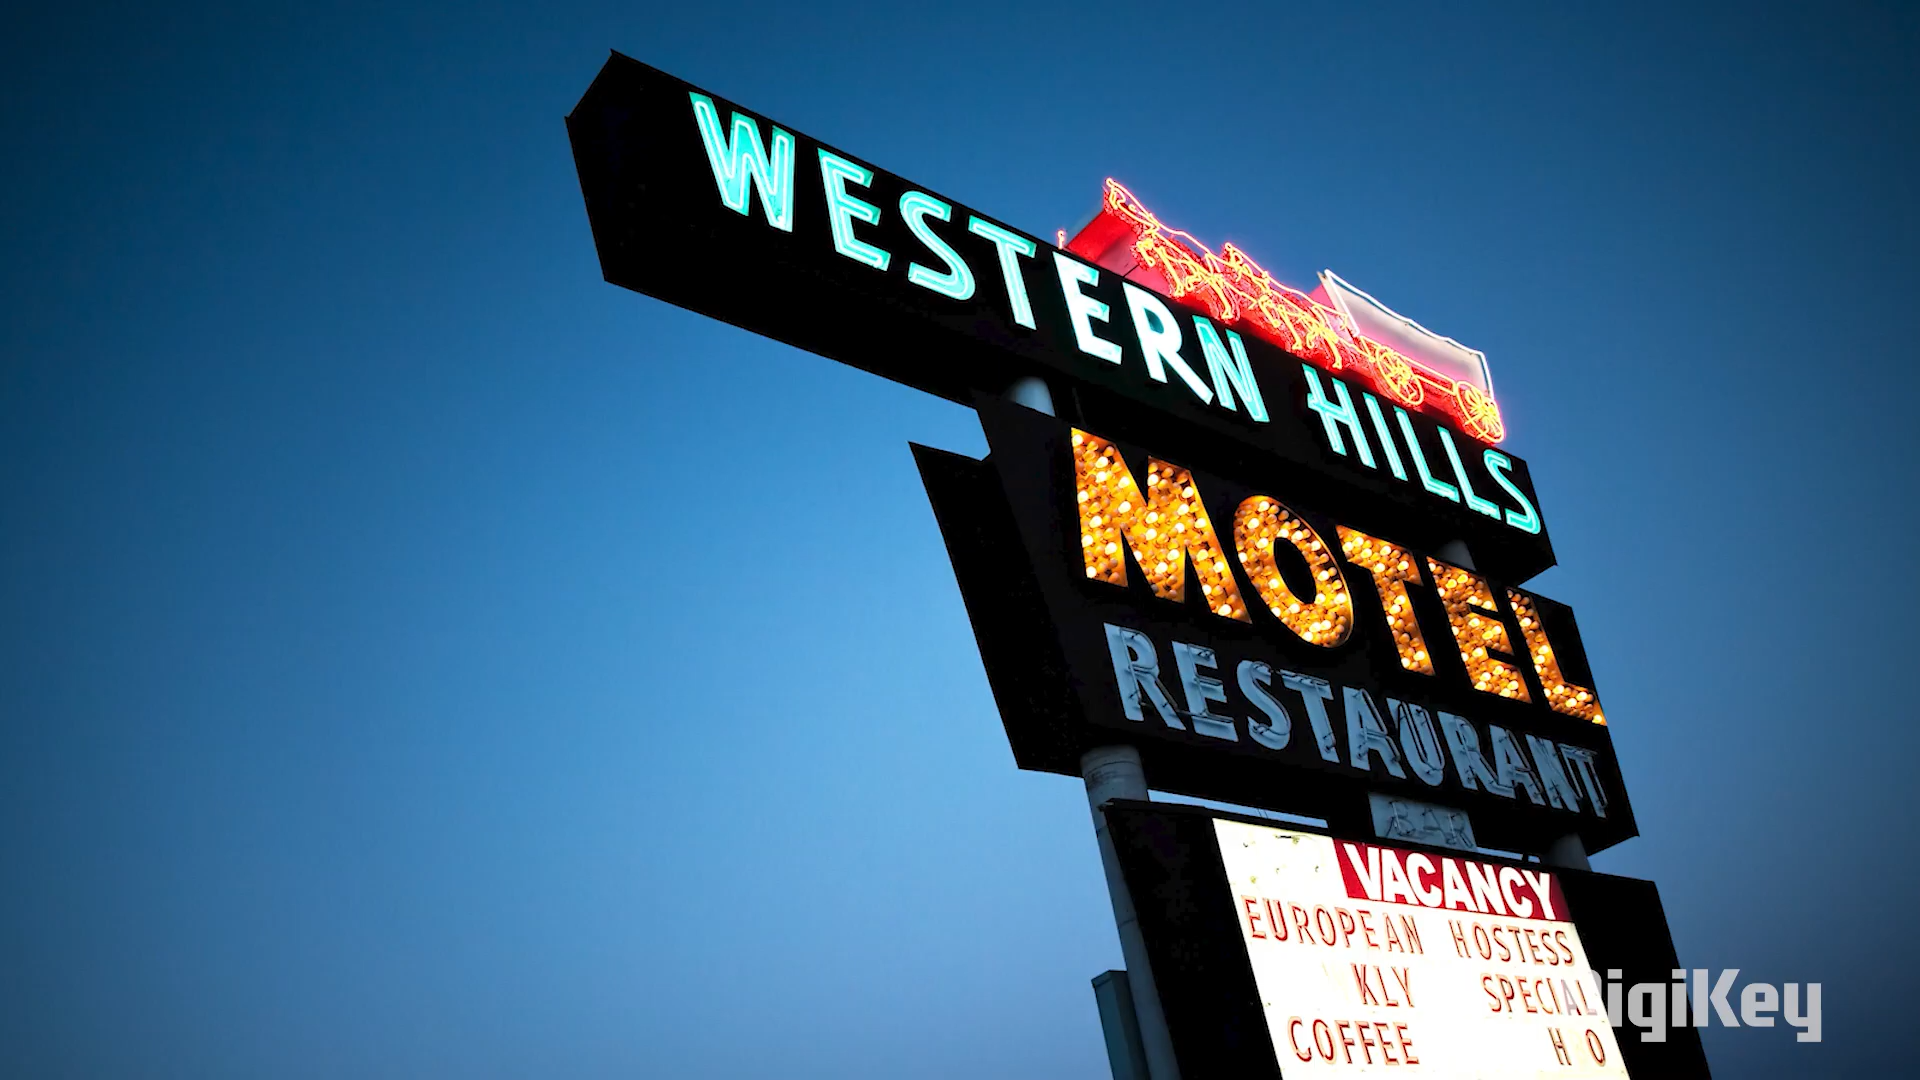 WESTERN HILLS
MOTEL
RESTAURANT
BAR
VACANCY
EUROPEAN HOSTESS
KLY SPECIAL
COFFEE H O
DigiKey